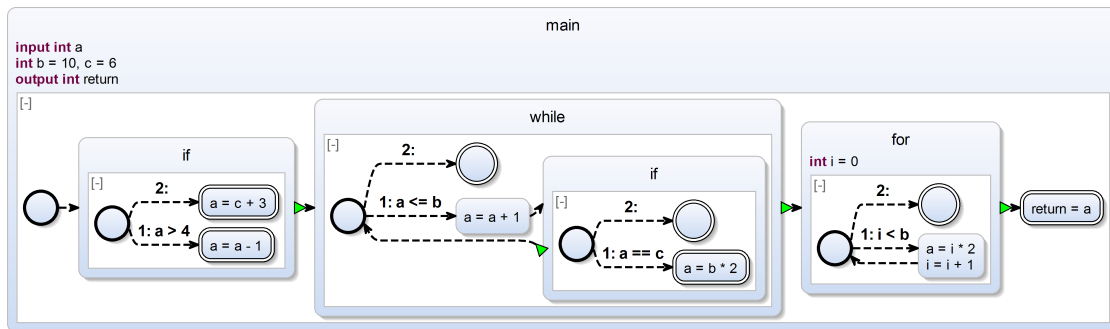 main
input int a
int b = 10, c = 6
output int return
[-]
if
[-]
2:
a = c + 3
1: a > 4
a = a - 1
while
[-]
2:
1: a <= b
a = a + 1
if
[-]
2:
1: a == c
a = b * 2
for
int i = 0
[-]
2:
1: i < b
a = i * 2
i = i + 1
return = a